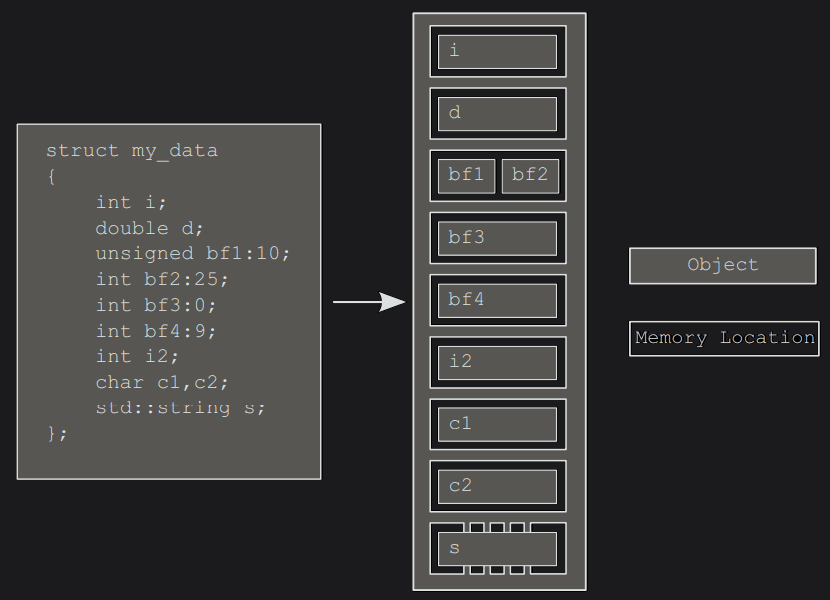 struct my_data
{
int i;
double d;
unsigned bf1:10;
int bf2:25;
int bf3:0;
int bf4:9;
int i2;
char c1,c2;
std::string s;
};
i
d
bf1 bf2
bf3
bf4
i2
c1
c2
s
Object
Memory Location